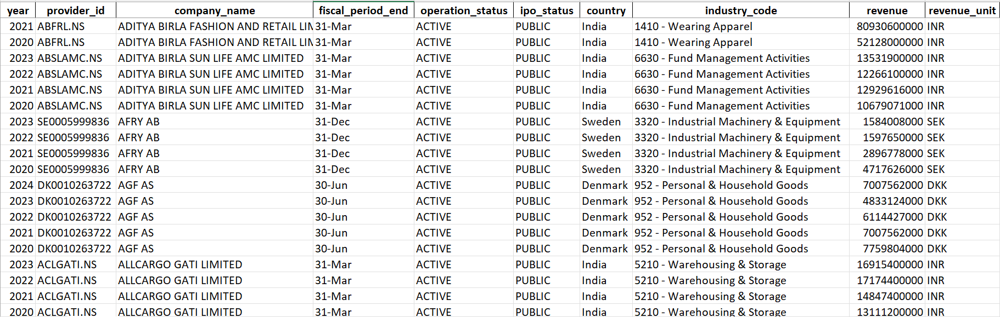 year provider_id company_name fiscal_period_end operation_status ipo_status country industry_code revenue revenue_unit
2021 ABFRL.NS ADITYA BIRLA FASHION AND RETAIL LIM 31-Mar ACTIVE PUBLIC India 1410 - Wearing Apparel 80930600000 INR
2020 ABFRL.NS ADITYA BIRLA FASHION AND RETAIL LIM 31-Mar ACTIVE PUBLIC India 1410 - Wearing Apparel 52128000000 INR
2023 ABSLAMC.NS ADITYA BIRLA SUN LIFE AMC LIMITED 31-Mar ACTIVE PUBLIC India 6630 - Fund Management Activities 13531900000 INR
2022 ABSLAMC.NS ADITYA BIRLA SUN LIFE AMC LIMITED 31-Mar ACTIVE PUBLIC India 6630 - Fund Management Activities 12266100000 INR
2021 ABSLAMC.NS ADITYA BIRLA SUN LIFE AMC LIMITED 31-Mar ACTIVE PUBLIC India 6630 - Fund Management Activities 12929616000 INR
2020 ABSLAMC.NS ADITYA BIRLA SUN LIFE AMC LIMITED 31-Mar ACTIVE PUBLIC India 6630 - Fund Management Activities 10679071000 INR
2023 SE0005999836 AFRY AB 31-Dec ACTIVE PUBLIC Sweden 3320 - Industrial Machinery & Equipment 1584008000 SEK
2022 SE0005999836 AFRY AB 31-Dec ACTIVE PUBLIC Sweden 3320 - Industrial Machinery & Equipment 1597650000 SEK
2021 SE0005999836 AFRY AB 31-Dec ACTIVE PUBLIC Sweden 3320 - Industrial Machinery & Equipment 2896778000 SEK
2020 SE0005999836 AFRY AB 31-Dec ACTIVE PUBLIC Sweden 3320 - Industrial Machinery & Equipment 4717626000 SEK
2024 DK0010263722 AGF AS 30-Jun ACTIVE PUBLIC Denmark 952 - Personal & Household Goods 7007562000 DKK
2023 DK0010263722 AGF AS 30-Jun ACTIVE PUBLIC Denmark 952 - Personal & Household Goods 4833124000 DKK
2022 DK0010263722 AGF AS 30-Jun ACTIVE PUBLIC Denmark 952 - Personal & Household Goods 6114427000 DKK
2021 DK0010263722 AGF AS 30-Jun ACTIVE PUBLIC Denmark 952 - Personal & Household Goods 7007562000 DKK
2020 DK0010263722 AGF AS 30-Jun ACTIVE PUBLIC Denmark 952 - Personal & Household Goods 7759804000 DKK
2023 ACLGATI.NS ALLCARGO GATI LIMITED 31-Mar ACTIVE PUBLIC India 5210 - Warehousing & Storage 16915400000 INR
2022 ACLGATI.NS ALLCARGO GATI LIMITED 31-Mar ACTIVE PUBLIC India 5210 - Warehousing & Storage 17174400000 INR
2021 ACLGATI.NS ALLCARGO GATI LIMITED 31-Mar ACTIVE PUBLIC India 5210 - Warehousing & Storage 14847400000 INR
2020 ACLGATI.NS ALLCARGO GATI LIMITED 31-Mar ACTIVE PUBLIC India 5210 - Warehousing & Storage 13111200000 INR